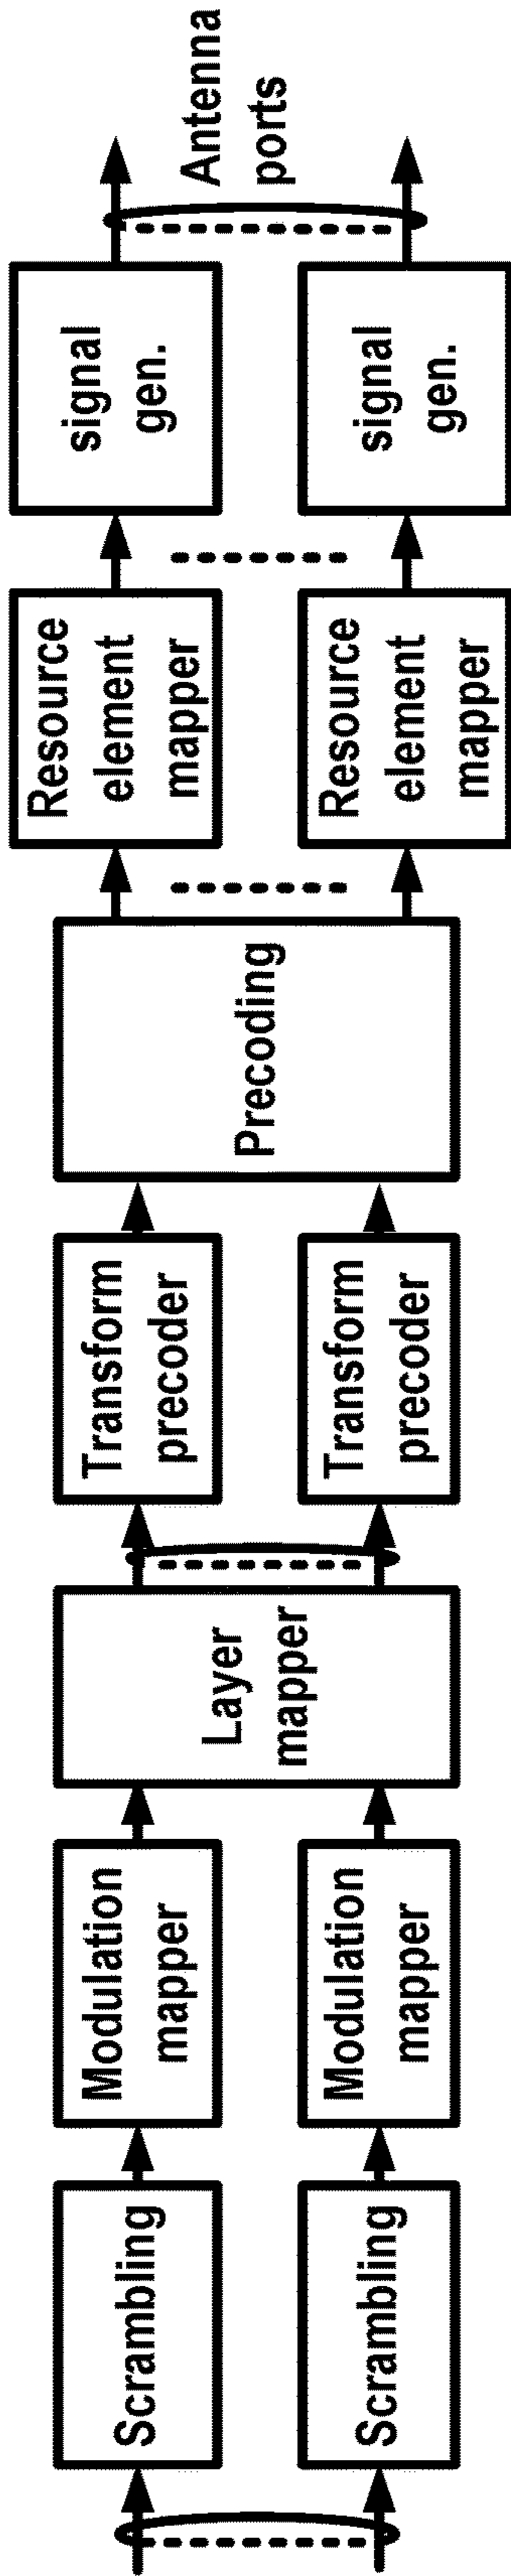 Scrambling
Modulation
mapper
Layer
mapper
Transform
precoder
Precoding
Resource
element
mapper
signal
gen.
Antenna
ports
Scrambling
Modulation
mapper
Transform
precoder
Resource
element
mapper
signal
gen.